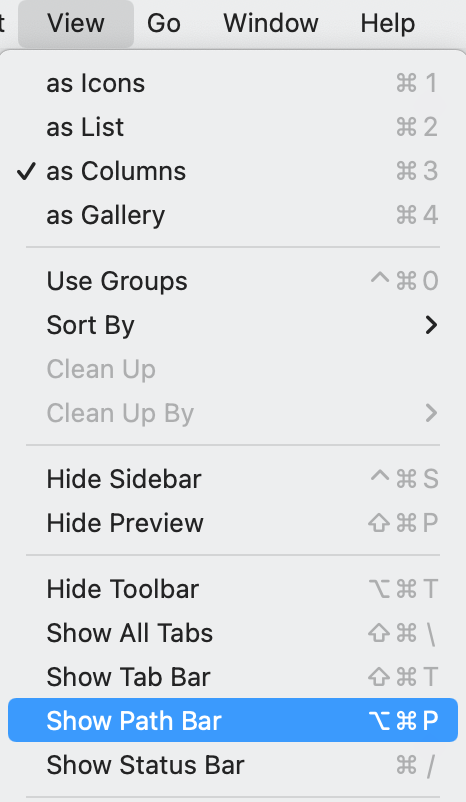 t View Go Window Help
as Icons ⌘ 1
as List ⌘ 2
✓ as Columns ⌘ 3
as Gallery ⌘ 4
Use Groups ^ ⌘ 0
Sort By >
Clean Up
Clean Up By >
Hide Sidebar ^ ⌘ S
Hide Preview ⇧ ⌘ P
Hide Toolbar ⌥ ⌘ T
Show All Tabs ⇧ ⌘ \
Show Tab Bar ⇧ ⌘ T
Show Path Bar ⌥ ⌘ P
Show Status Bar ⌘ /